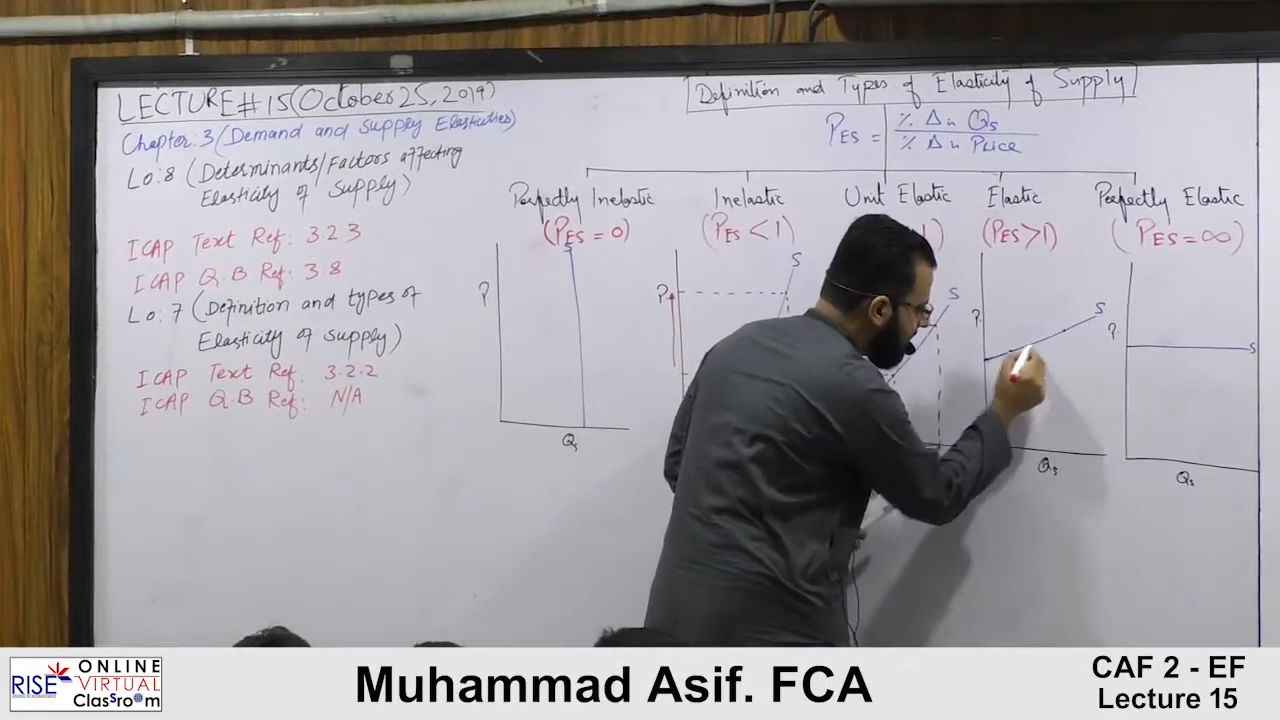 LECTURE#15(October 25, 2019)
Chapter: 3 (Demand and Supply Elasticities)
Lo: 8 (Determinants/Factors affecting
Elasticity of Supply)
ICAP Text Ref: 3.2.3
ICAP Q.B Ref: 3.8
Lo: 7 (Definition and types of
Elasticity of supply)
ICAP Text Ref: 3.2.2
ICAP Q.B Ref: N/A
Definition and Types of Elasticity of Supply
PES = % Δ in Qs
% Δ in Price
Perfectly Inelastic
(PES = 0)
S
P
Qs
Inelastic
(PES < 1)
S
P
Unit Elastic
1)
S
Elastic
(PES>1)
P
S
Qs
Perfectly Elastic
(PES = ∞)
P
S
Qs
RISE
ONLINE
VIRTUAL
Classroom
Muhammad Asif. FCA
CAF 2 - EF
Lecture 15